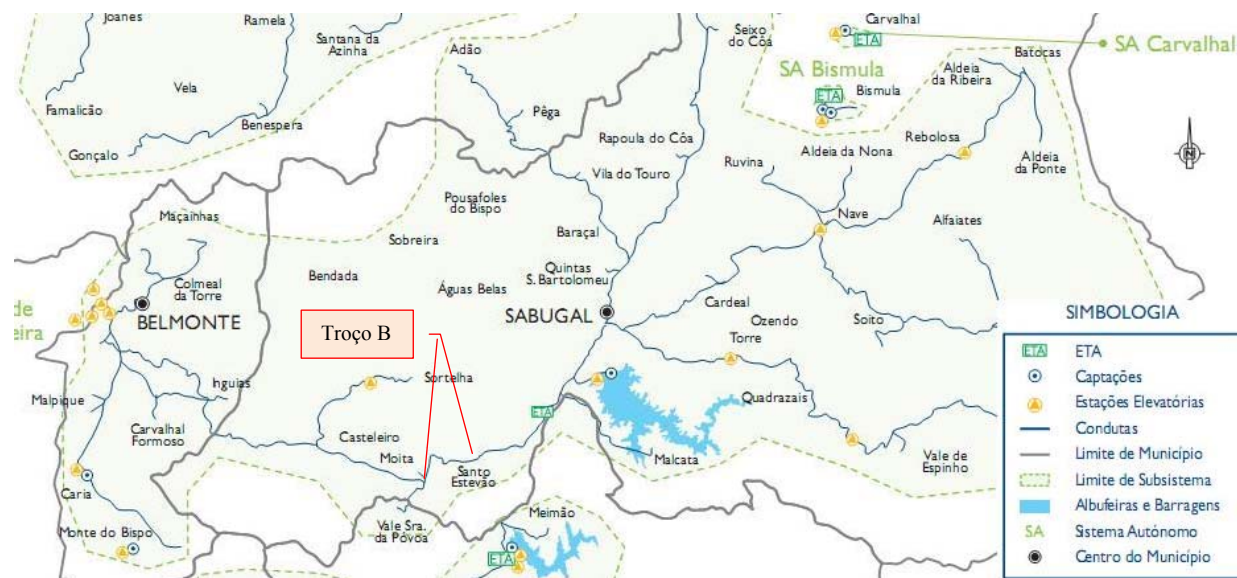 Joanes
Ramela
Santana da
Azinha
Adão
Seixo
do Côa
Carvalhal
ETA
SA Carvalhal
Batocas
Aldeia
da Ribeira
SA Bismula
ETA
Bismula
Vela
Famalicão
Benespera
Gonçalo
Pêga
Rapoula do Côa
Rebolosa
Aldeia da Nona
Ruvina
Aldeia
da Ponte
N
Vila do Touro
Pousafoles
do Bispo
Maçainhas
Nave
Alfaiates
Baraçal
Sobreira
Bendada
Quintas
S. Bartolomeu
Colmeal
da Torre
Águas Belas
de
eira
BELMONTE
SABUGAL
Cardeal
Ozendo
Torre
Soito
Troço B
Sortelha
Inguias
Malpique
Quadrazais
Carvalhal
Formoso
ETA
Casteleiro
Moita
Santo
Estevão
Malcata
Vale de
Espinho
Caria
Vale Sra.
da Póvoa
Meimão
Monte do Bispo
ETA
SIMBOLOGIA
ETA ETA
Captações
Estações Elevatórias
Condutas
Limite de Município
Limite de Subsistema
Albufeiras e Barragens
SA Sistema Autónomo
Centro do Município